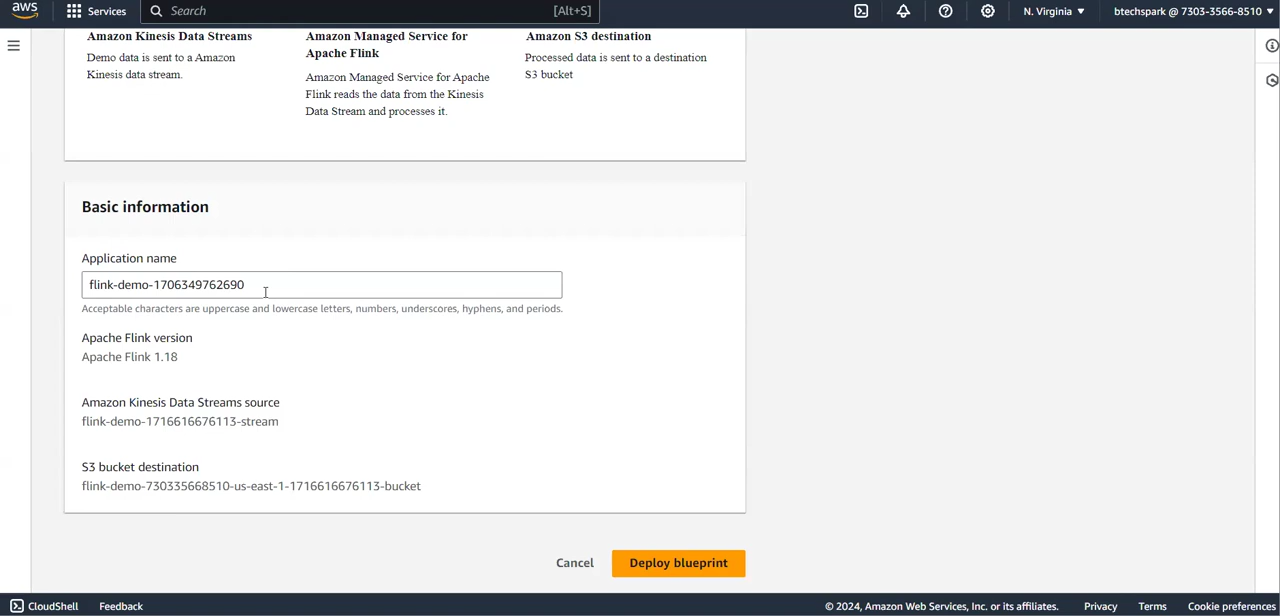 aws
Services
Search
[Alt+S]
N. Virginia
btechspark @ 7303-3566-8510
Amazon Kinesis Data Streams
Demo data is sent to a Amazon
Kinesis data stream.
Amazon Managed Service for
Apache Flink
Amazon Managed Service for Apache
Flink reads the data from the Kinesis
Data Stream and processes it.
Amazon S3 destination
Processed data is sent to a destination
S3 bucket
Basic information
Application name
flink-demo-1706349762690
Acceptable characters are uppercase and lowercase letters, numbers, underscores, hyphens, and periods.
Apache Flink version
Apache Flink 1.18
Amazon Kinesis Data Streams source
flink-demo-1716616676113-stream
S3 bucket destination
flink-demo-730335668510-us-east-1-1716616676113-bucket
Cancel
Deploy blueprint
CloudShell
Feedback
© 2024, Amazon Web Services, Inc. or its affiliates.
Privacy
Terms
Cookie preferences